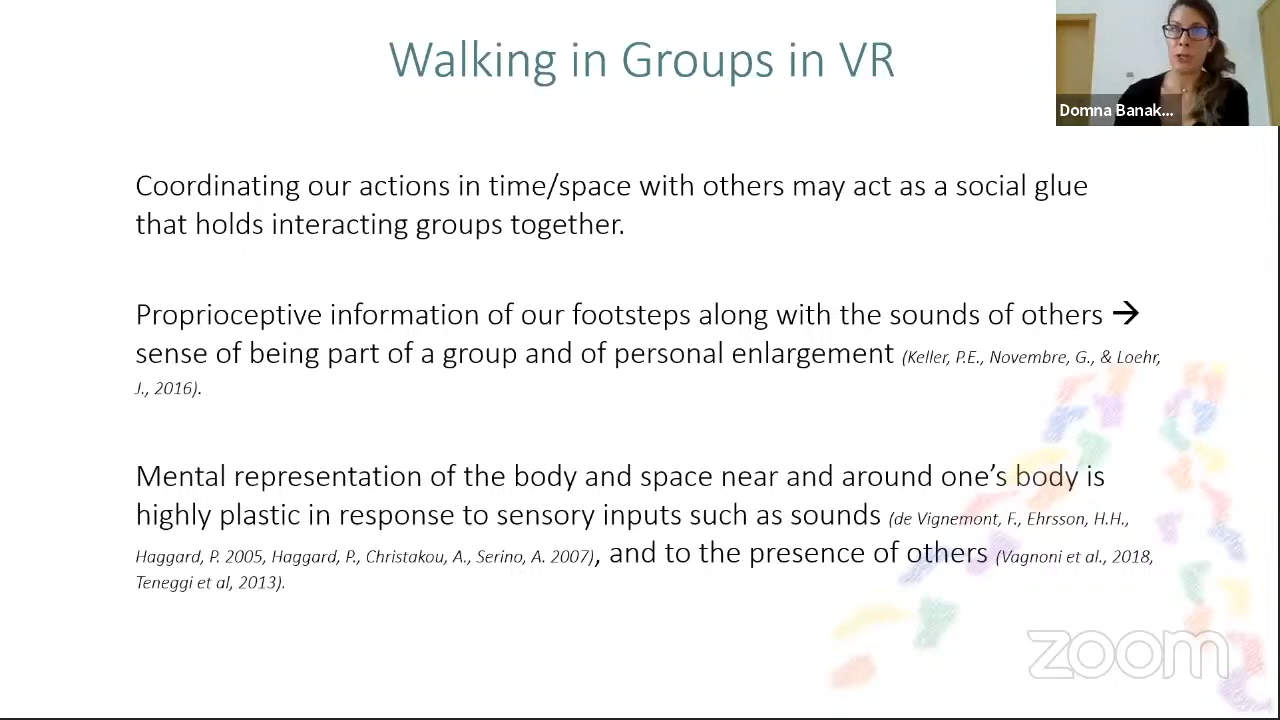 Walking in Groups in VR
Domna Banak...
Coordinating our actions in time/space with others may act as a social glue
that holds interacting groups together.
Proprioceptive information of our footsteps along with the sounds of others →
sense of being part of a group and of personal enlargement (Keller, P.E., Novembre, G., & Loehr,
J., 2016).
Mental representation of the body and space near and around one’s body is
highly plastic in response to sensory inputs such as sounds (de Vignemont, F., Ehrsson, H.H.,
Haggard, P. 2005, Haggard, P., Christakou, A., Serino, A. 2007), and to the presence of others (Vagnoni et al., 2018,
Teneggi et al, 2013).
zoom